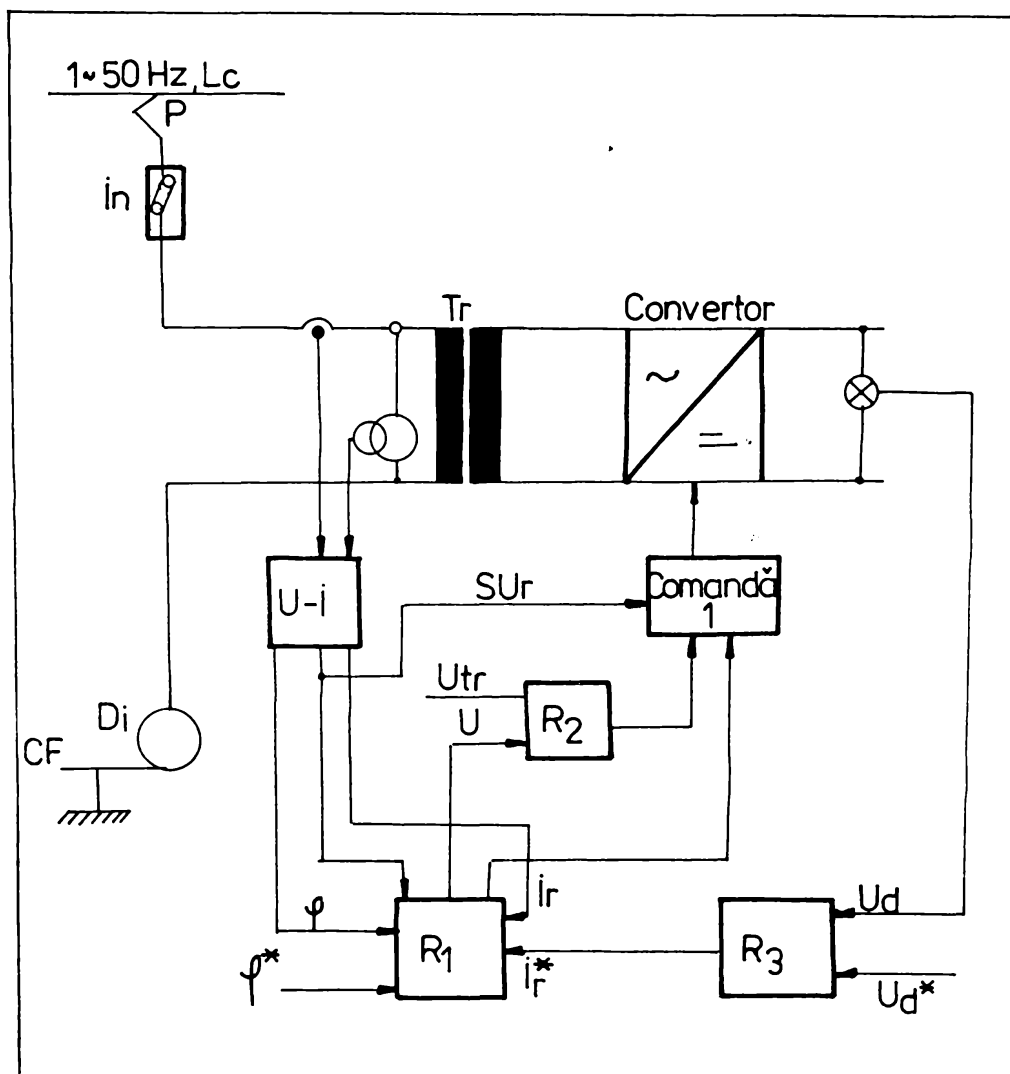 1~50 Hz, Lc
P
in
Tr
Convertor
~
=
U-i
SUr
Comandă
1
Utr
U
R2
Di
CF
ir
φ
R1
φ*
ir*
Ud
R3
Ud*